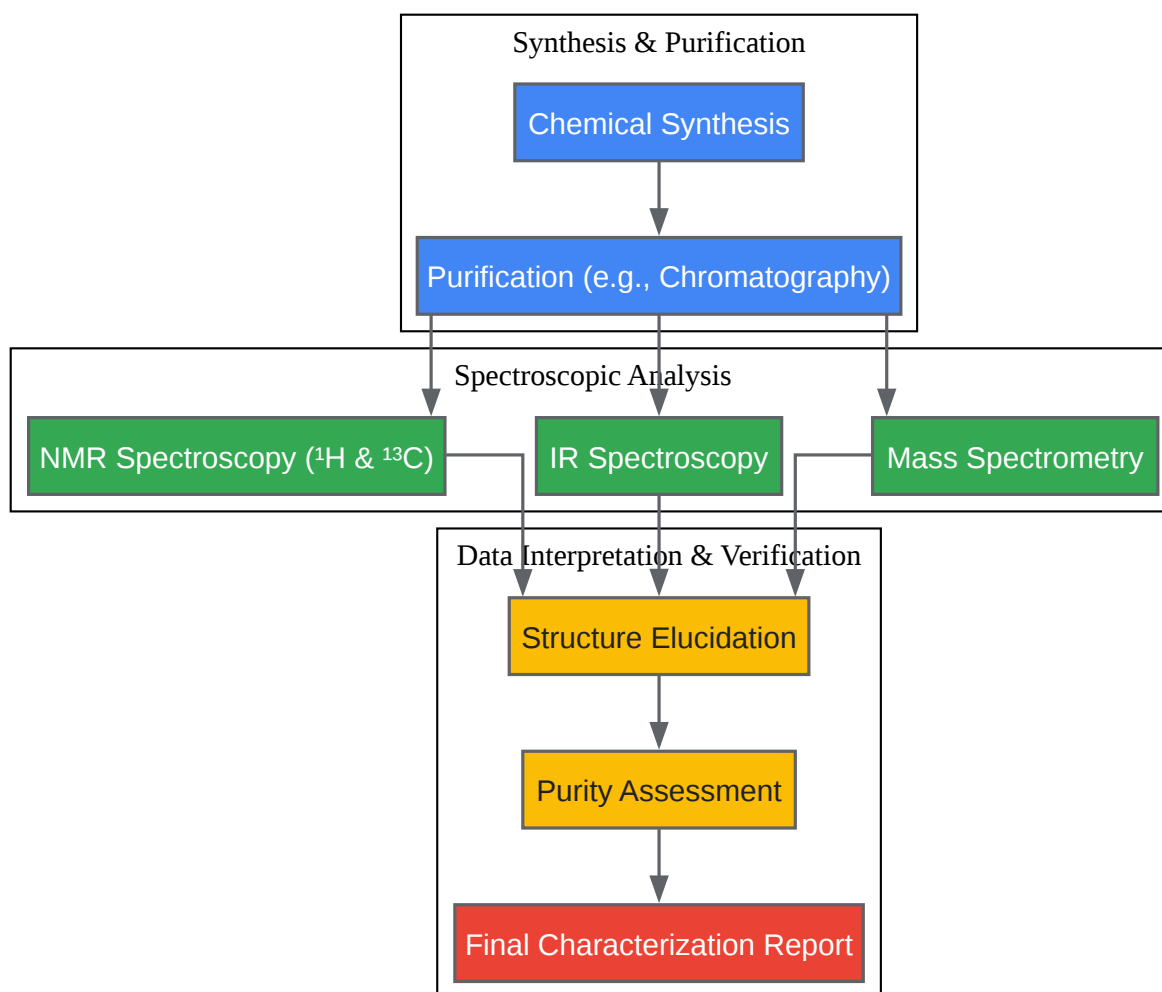 Synthesis & Purification
Chemical Synthesis
Purification (e.g., Chromatography)
Spectroscopic Analysis
NMR Spectroscopy (¹H & ¹³C)
IR Spectroscopy
Mass Spectrometry
Data Interpretation & Verification
Structure Elucidation
Purity Assessment
Final Characterization Report